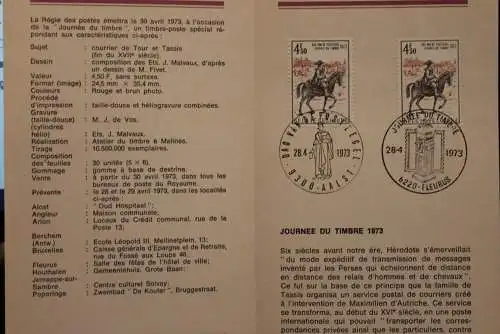 La Régie des postes émettra le 30 avril 1973, à l'occasion de
la "Journée du timbre", un timbre-poste spécial ré-
pondant aux caractéristiques ci-après :
Sujet : courrier de Tour et Tassis
(fin du XVIIe siècle).
Dessin : composition des Ets. J. Malvaux, d'après
un dessin de M. Fivet.
Valeur : 4,50 F, sans surtaxe.
Format (image) : 24,5 mm × 35,4 mm.
Couleurs : Rouge et brun photo.
Procédé
d'impression : taille-douce et héliogravure combinées.
Gravure
(taille-douce) : M. J. de Vos.
(cylindres
hélio) : Ets. J. Malvaux.
Réalisation : Atelier du timbre à Malines.
Tirage : 10.500.000 exemplaires.
Composition
des feuilles : 30 unités (5 × 6).
Gommage : gomme à base de dextrine.
Vente : à partir du 30 avril 1973, dans tous les
bureaux de poste du Royaume.
Prévente : les 28 et 29 avril 1973, dans les localités
ci-après :
Alost : "Oud Hospitaal".
Angleur : Maison communale,
Arlon : Locaux du Crédit communal, rue de la
Poste 13.
Berchem
(Antw.) : Ecole Léopold III, Mellinetplein, 13;
Bruxelles : Caisse générale d'Epargne et de Retraite,
rue du Fossé aux Loups 48.
Fleurus : Salle des fêtes de l'hôtel de ville;
Houthalen : Gemeentehuis, Grote Baan;
Jemeppe-sur-
Sambre : Centre culturel Solvay;
Poperinge : Zwembad "De Kouter", Bruggestraat.
4,50
4,50
28.4 1973
9300-AALST
JOURNEE DU TIMBRE
28-4 1973
6220-FLEURUS
JOURNEE DU TIMBRE 1973
Six siècles avant notre ère, Hérodote s'émerveillait
"du mode expéditif de transmission de messages
inventé par les Perses qui échelonnent de distance
en distance des relais d'hommes et de chevaux". Ce
fut sur la base de ce principe que la famille de
Tassis organisa un service postal de courriers créé
à l'intervention de Maximilien d'Autriche. Ce service
se transforma, au début du XVIe siècle, en une poste
internationale qui pouvait "transporter les corres-
pondances privées ainsi que les particuliers, contre